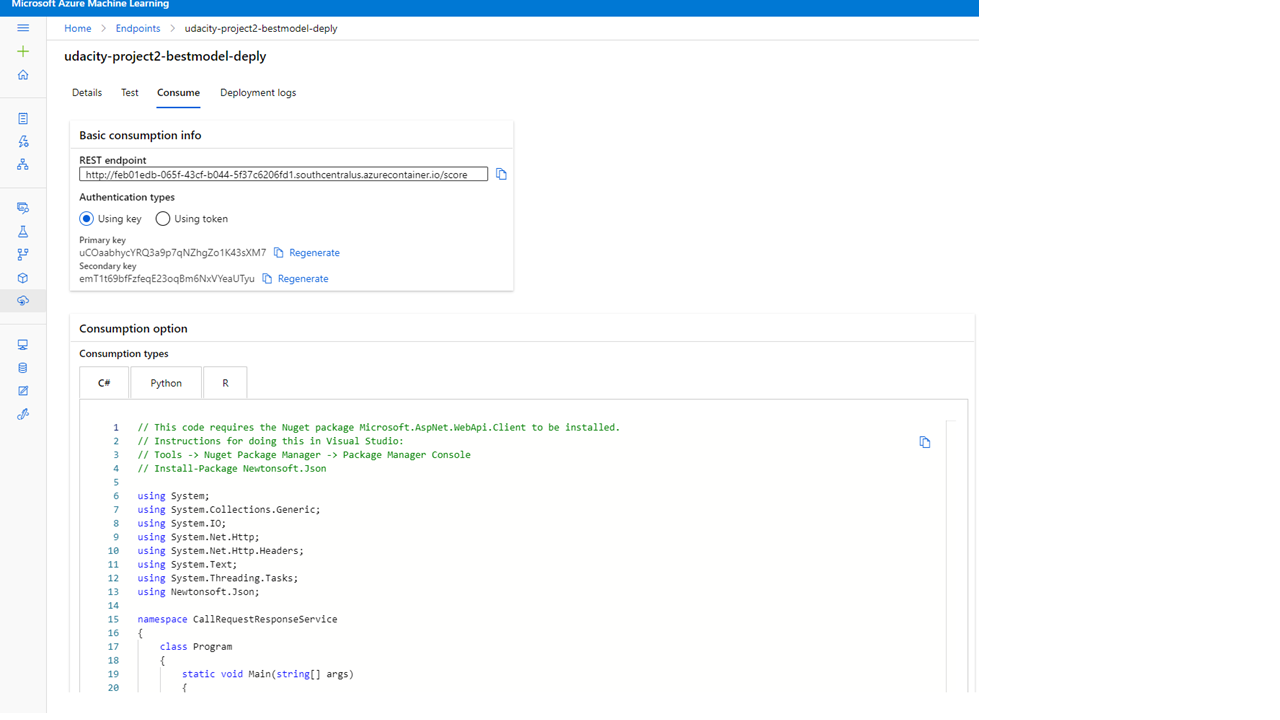 Microsoft Azure Machine Learning
Home > Endpoints > udacity-project2-bestmodel-deply
udacity-project2-bestmodel-deply
Details Test Consume Deployment logs
Basic consumption info
REST endpoint
http://feb01edb-065f-43cf-b044-5f37c6206fd1.southcentralus.azurecontainer.io/score
Authentication types
Using key Using token
Primary key
uCOaabhycYRQ3a9p7qNZhgZo1K43sXM7 Regenerate
Secondary key
emT1t69bfFzfeqE23oqBm6NxVYeaUTyu Regenerate
Consumption option
Consumption types
C# Python R
1 // This code requires the Nuget package Microsoft.AspNet.WebApi.Client to be installed.
2 // Instructions for doing this in Visual Studio:
3 // Tools -> Nuget Package Manager -> Package Manager Console
4 // Install-Package Newtonsoft.Json
5
6 using System;
7 using System.Collections.Generic;
8 using System.IO;
9 using System.Net.Http;
10 using System.Net.Http.Headers;
11 using System.Text;
12 using System.Threading.Tasks;
13 using Newtonsoft.Json;
14
15 namespace CallRequestResponseService
16 {
17 class Program
18 {
19 static void Main(string[] args)
20 {